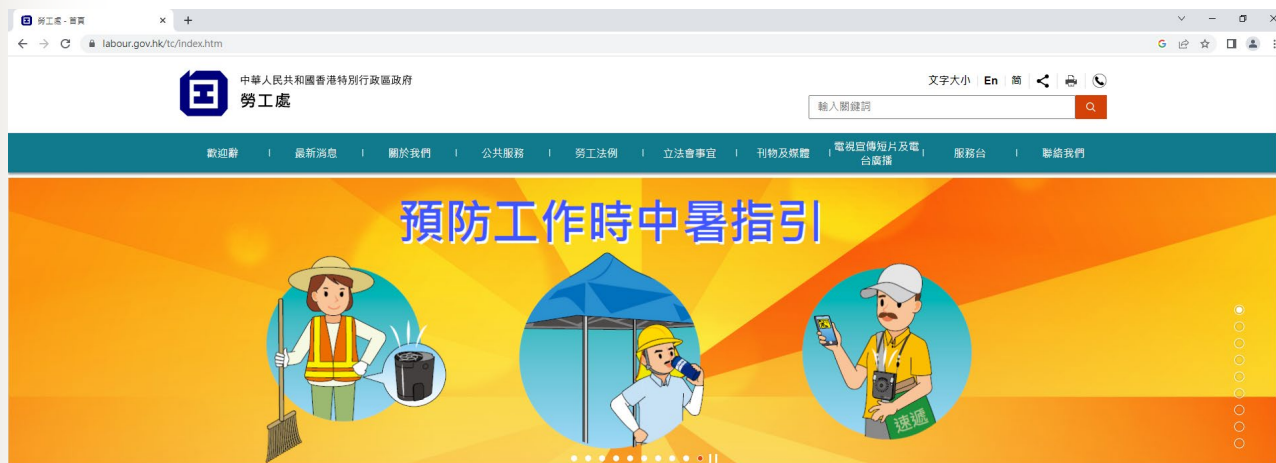 勞工處 - 首頁
labour.gov.hk/tc/index.htm
中華人民共和國香港特別行政區政府
勞工處
文字大小 En 简
輸入關鍵詞
歡迎辭 | 最新消息 | 關於我們 | 公共服務 | 勞工法例 | 立法會事宜 | 刊物及媒體 | 電視宣傳短片及電台廣播 | 服務台 | 聯絡我們
預防工作時中暑指引
速遞